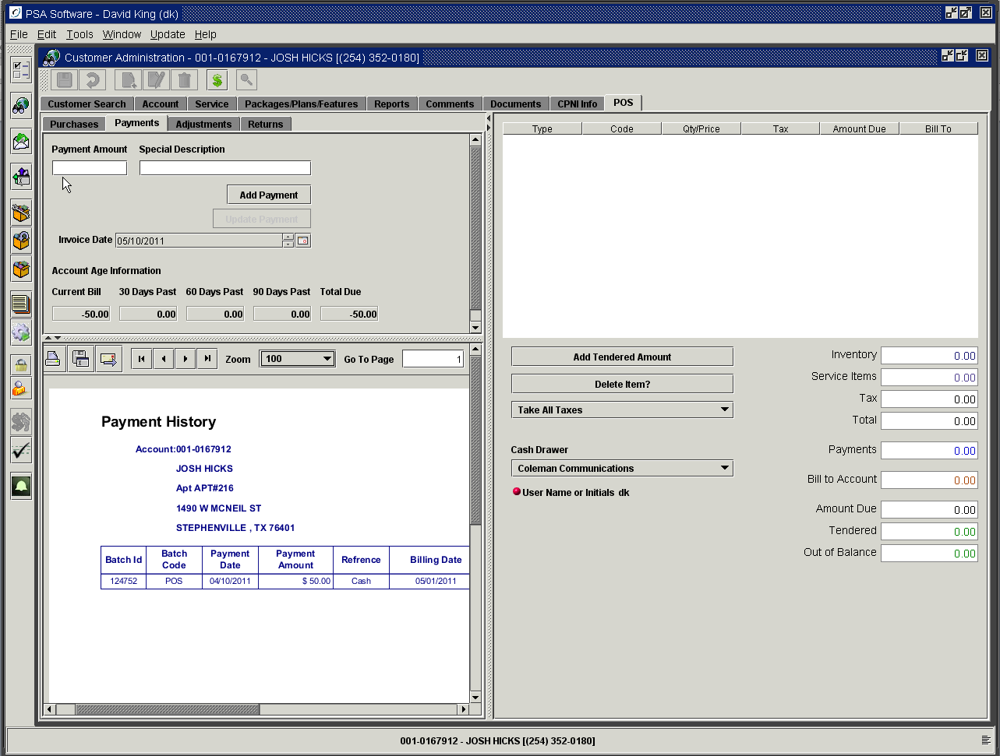 PSA Software - David King (dk)
File Edit Tools Window Update Help
Customer Administration - 001-0167912 - JOSH HICKS [(254) 352-0180]
Customer Search Account Service Packages/Plans/Features Reports Comments Documents CPNI Info POS
Purchases Payments Adjustments Returns
Payment Amount Special Description
Add Payment
Update Payment
Invoice Date 05/10/2011
Account Age Information
Current Bill 30 Days Past 60 Days Past 90 Days Past Total Due
-50.00 0.00 0.00 0.00 -50.00
Zoom 100 Go To Page 1
Payment History
Account:001-0167912
JOSH HICKS
Apt APT#216
1490 W MCNEIL ST
STEPHENVILLE , TX 76401
Batch Id Batch Code Payment Date Payment Amount Refrence Billing Date
124752 POS 04/10/2011 $ 50.00 Cash 05/01/2011
Type Code Qty/Price Tax Amount Due Bill To
Add Tendered Amount
Delete Item?
Take All Taxes
Cash Drawer
Coleman Communications
User Name or Initials dk
Inventory 0.00
Service Items 0.00
Tax 0.00
Total 0.00
Payments 0.00
Bill to Account 0.00
Amount Due 0.00
Tendered 0.00
Out of Balance 0.00
001-0167912 - JOSH HICKS [(254) 352-0180]